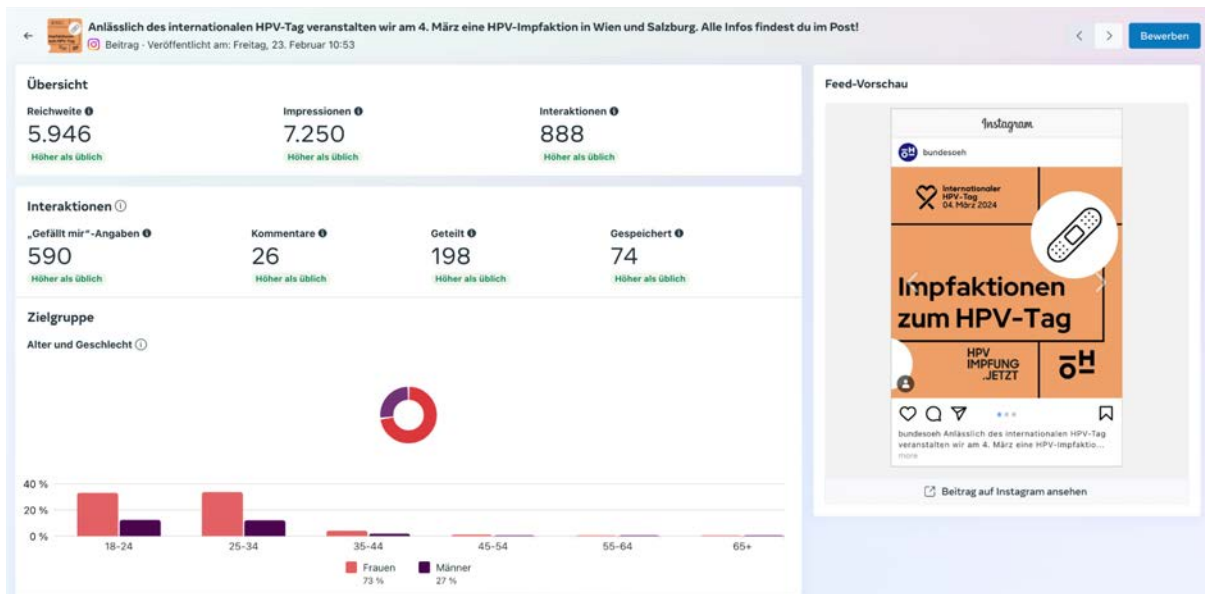 Anlässlich des internationalen HPV-Tag veranstalten wir am 4. März eine HPV-Impfaktion in Wien und Salzburg. Alle Infos findest du im Post!
Beitrag · Veröffentlicht am: Freitag, 23. Februar 10:53
Bewerben
Übersicht
Reichweite
Impressionen
Interaktionen
5.946
7.250
888
Höher als üblich
Höher als üblich
Höher als üblich
Interaktionen
„Gefällt mir“-Angaben
Kommentare
Geteilt
Gespeichert
590
26
198
74
Höher als üblich
Höher als üblich
Höher als üblich
Höher als üblich
Zielgruppe
Alter und Geschlecht
40 %
20 %
0 %
18-24
25-34
35-44
45-54
55-64
65+
Frauen
73 %
Männer
27 %
Feed-Vorschau
Instagram
bundesoeh
Internationaler
HPV-Tag
04. März 2024
Impfaktionen
zum HPV-Tag
HPV
IMPFUNG
.JETZT
bundesoeh Anlässlich des internationalen HPV-Tag
veranstalten wir am 4. März eine HPV-Impfaktio...
more
Beitrag auf Instagram ansehen